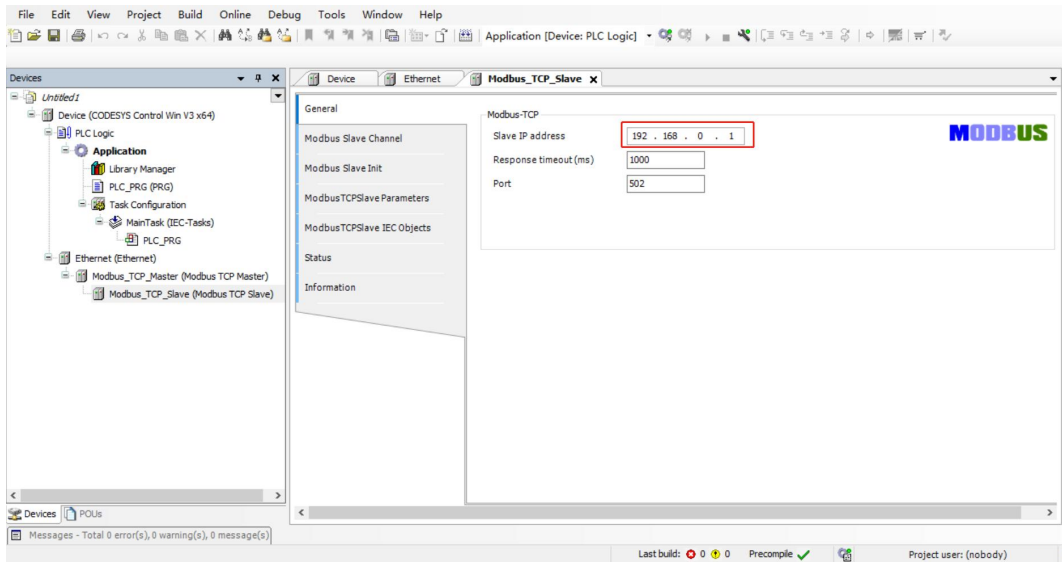 File Edit View Project Build Online Debug Tools Window Help
Application [Device: PLC Logic]
Devices
Untitled1
Device (CODESYS Control Win V3 x64)
PLC Logic
Application
Library Manager
PLC_PRG (PRG)
Task Configuration
MainTask (IEC-Tasks)
PLC_PRG
Ethernet (Ethernet)
Modbus_TCP_Master (Modbus TCP Master)
Modbus_TCP_Slave (Modbus TCP Slave)
Devices POUs
Device Ethernet Modbus_TCP_Slave
General
Modbus Slave Channel
Modbus Slave Init
ModbusTCPSlave Parameters
ModbusTCPSlave IEC Objects
Status
Information
Modbus-TCP
Slave IP address 192 . 168 . 0 . 1
Response timeout (ms) 1000
Port 502
MODBUS
Messages - Total 0 error(s), 0 warning(s), 0 message(s)
Last build: 0 0 Precompile Project user: (nobody)